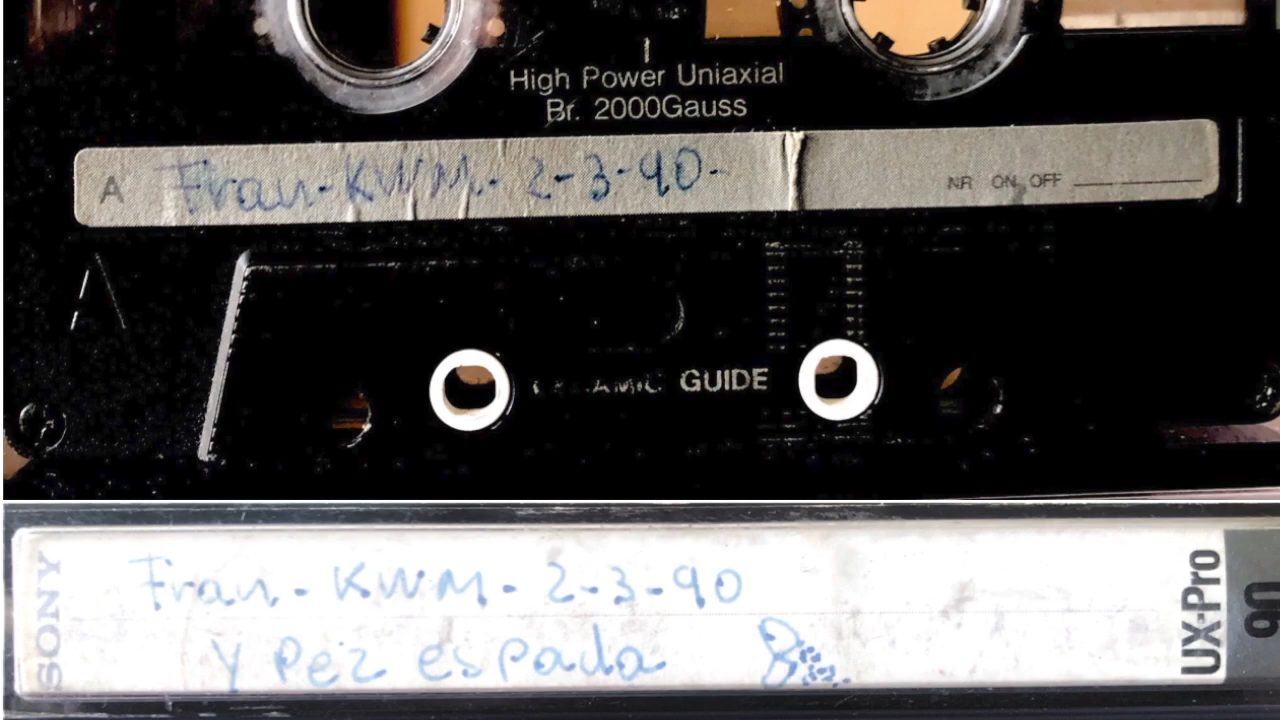 High Power Uniaxial
Br. 2000Gauss
A Fran-KWM-2-3-90-
NR ON OFF
A
GUIDE
SONY
Fran-KWM-2-3-90
Y Pez espada
UX-Pro
90